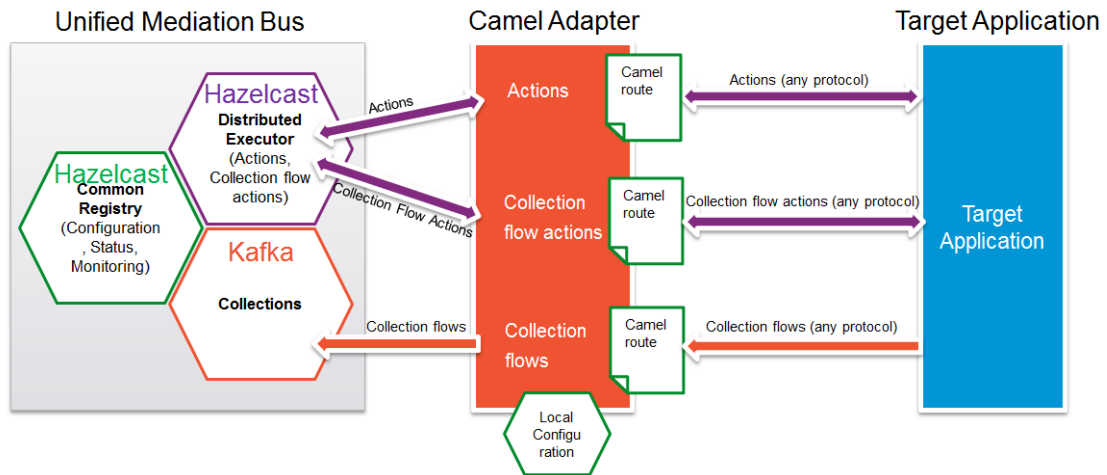 Unified Mediation Bus
Camel Adapter
Target Application
Hazelcast
Distributed
Executor
(Actions,
Collection flow
actions)
Hazelcast
Common
Registry
(Configuration
, Status,
Monitoring)
Kafka
Collections
Actions
Collection Flow Actions
Collection flows
Actions
Camel
route
Collection
flow actions
Camel
route
Collection
flows
Camel
route
Local
Configu
ration
Actions (any protocol)
Collection flow actions (any protocol)
Collection flows (any protocol)
Target
Application